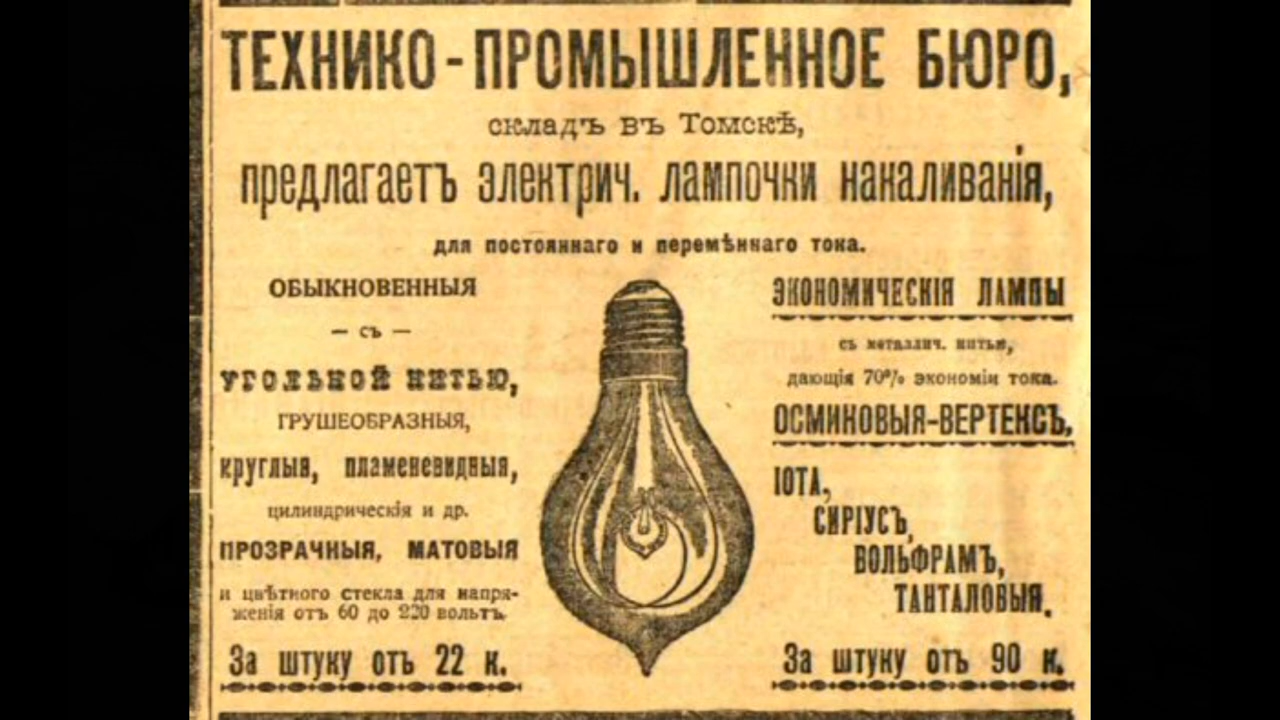 ТЕХНИКО-ПРОМЫШЛЕННОЕ БЮРО,
складъ въ Томскѣ,
предлагаетъ электрич. лампочки накаливанія,
для постояннаго и перемѣннаго тока.
ОБЫКНОВЕННЫЯ
— съ —
УГОЛЬНОЙ НИТЬЮ,
ГРУШЕОБРАЗНЫЯ,
круглыя, пламеневидныя,
цилиндрическія и др.
ПРОЗРАЧНЫЯ, МАТОВЫЯ
и цвѣтного стекла для напря-
женія отъ 60 до 220 вольтъ.
За штуку отъ 22 к.
ЭКОНОМИЧЕСКІЯ ЛАМПЫ
съ металлич. нитью,
дающія 70% экономіи тока.
ОСМИКОВЫЯ-ВЕРТЕКСЪ,
ІОТА,
СИРІУСЪ,
ВОЛЬФРАМЪ,
ТАНТАЛОВЫЯ.
За штуку отъ 90 к.